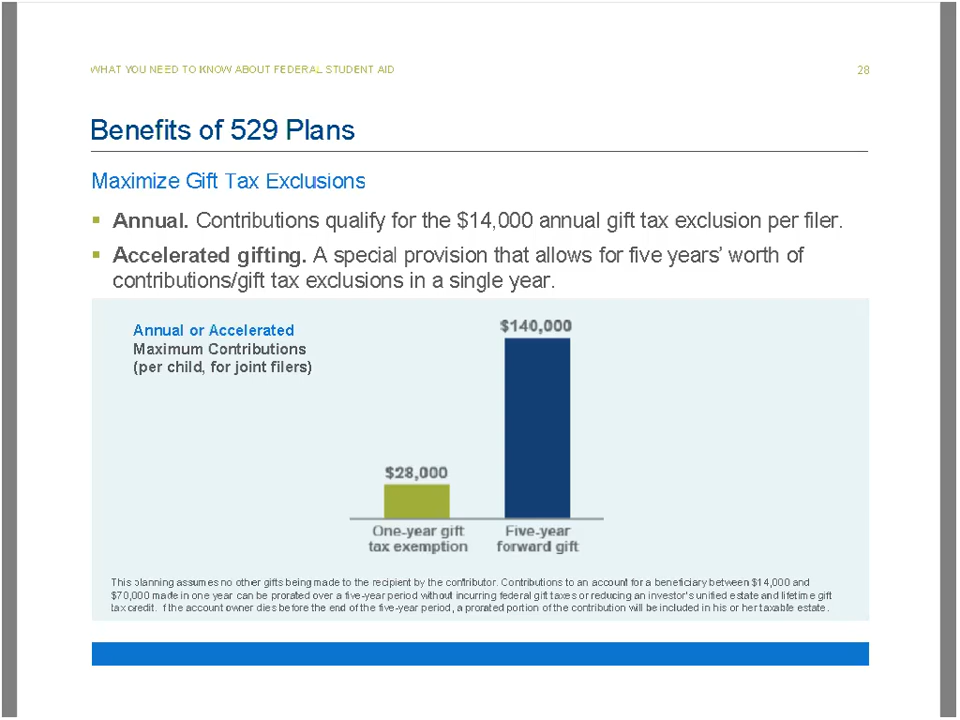 WHAT YOU NEED TO KNOW ABOUT FEDERAL STUDENT AID
28
Benefits of 529 Plans
Maximize Gift Tax Exclusions
▪ Annual. Contributions qualify for the $14,000 annual gift tax exclusion per filer.
▪ Accelerated gifting. A special provision that allows for five years’ worth of
contributions/gift tax exclusions in a single year.
Annual or Accelerated
Maximum Contributions
(per child, for joint filers)
$140,000
$28,000
One-year gift
tax exemption
Five-year
forward gift
This planning assumes no other gifts being made to the recipient by the contributor. Contributions to an account for a beneficiary between $14,000 and
$70,000 made in one year can be prorated over a five-year period without incurring federal gift taxes or reducing an investor's unified estate and lifetime gift
tax credit. If the account owner dies before the end of the five-year period, a prorated portion of the contribution will be included in his or her taxable estate.